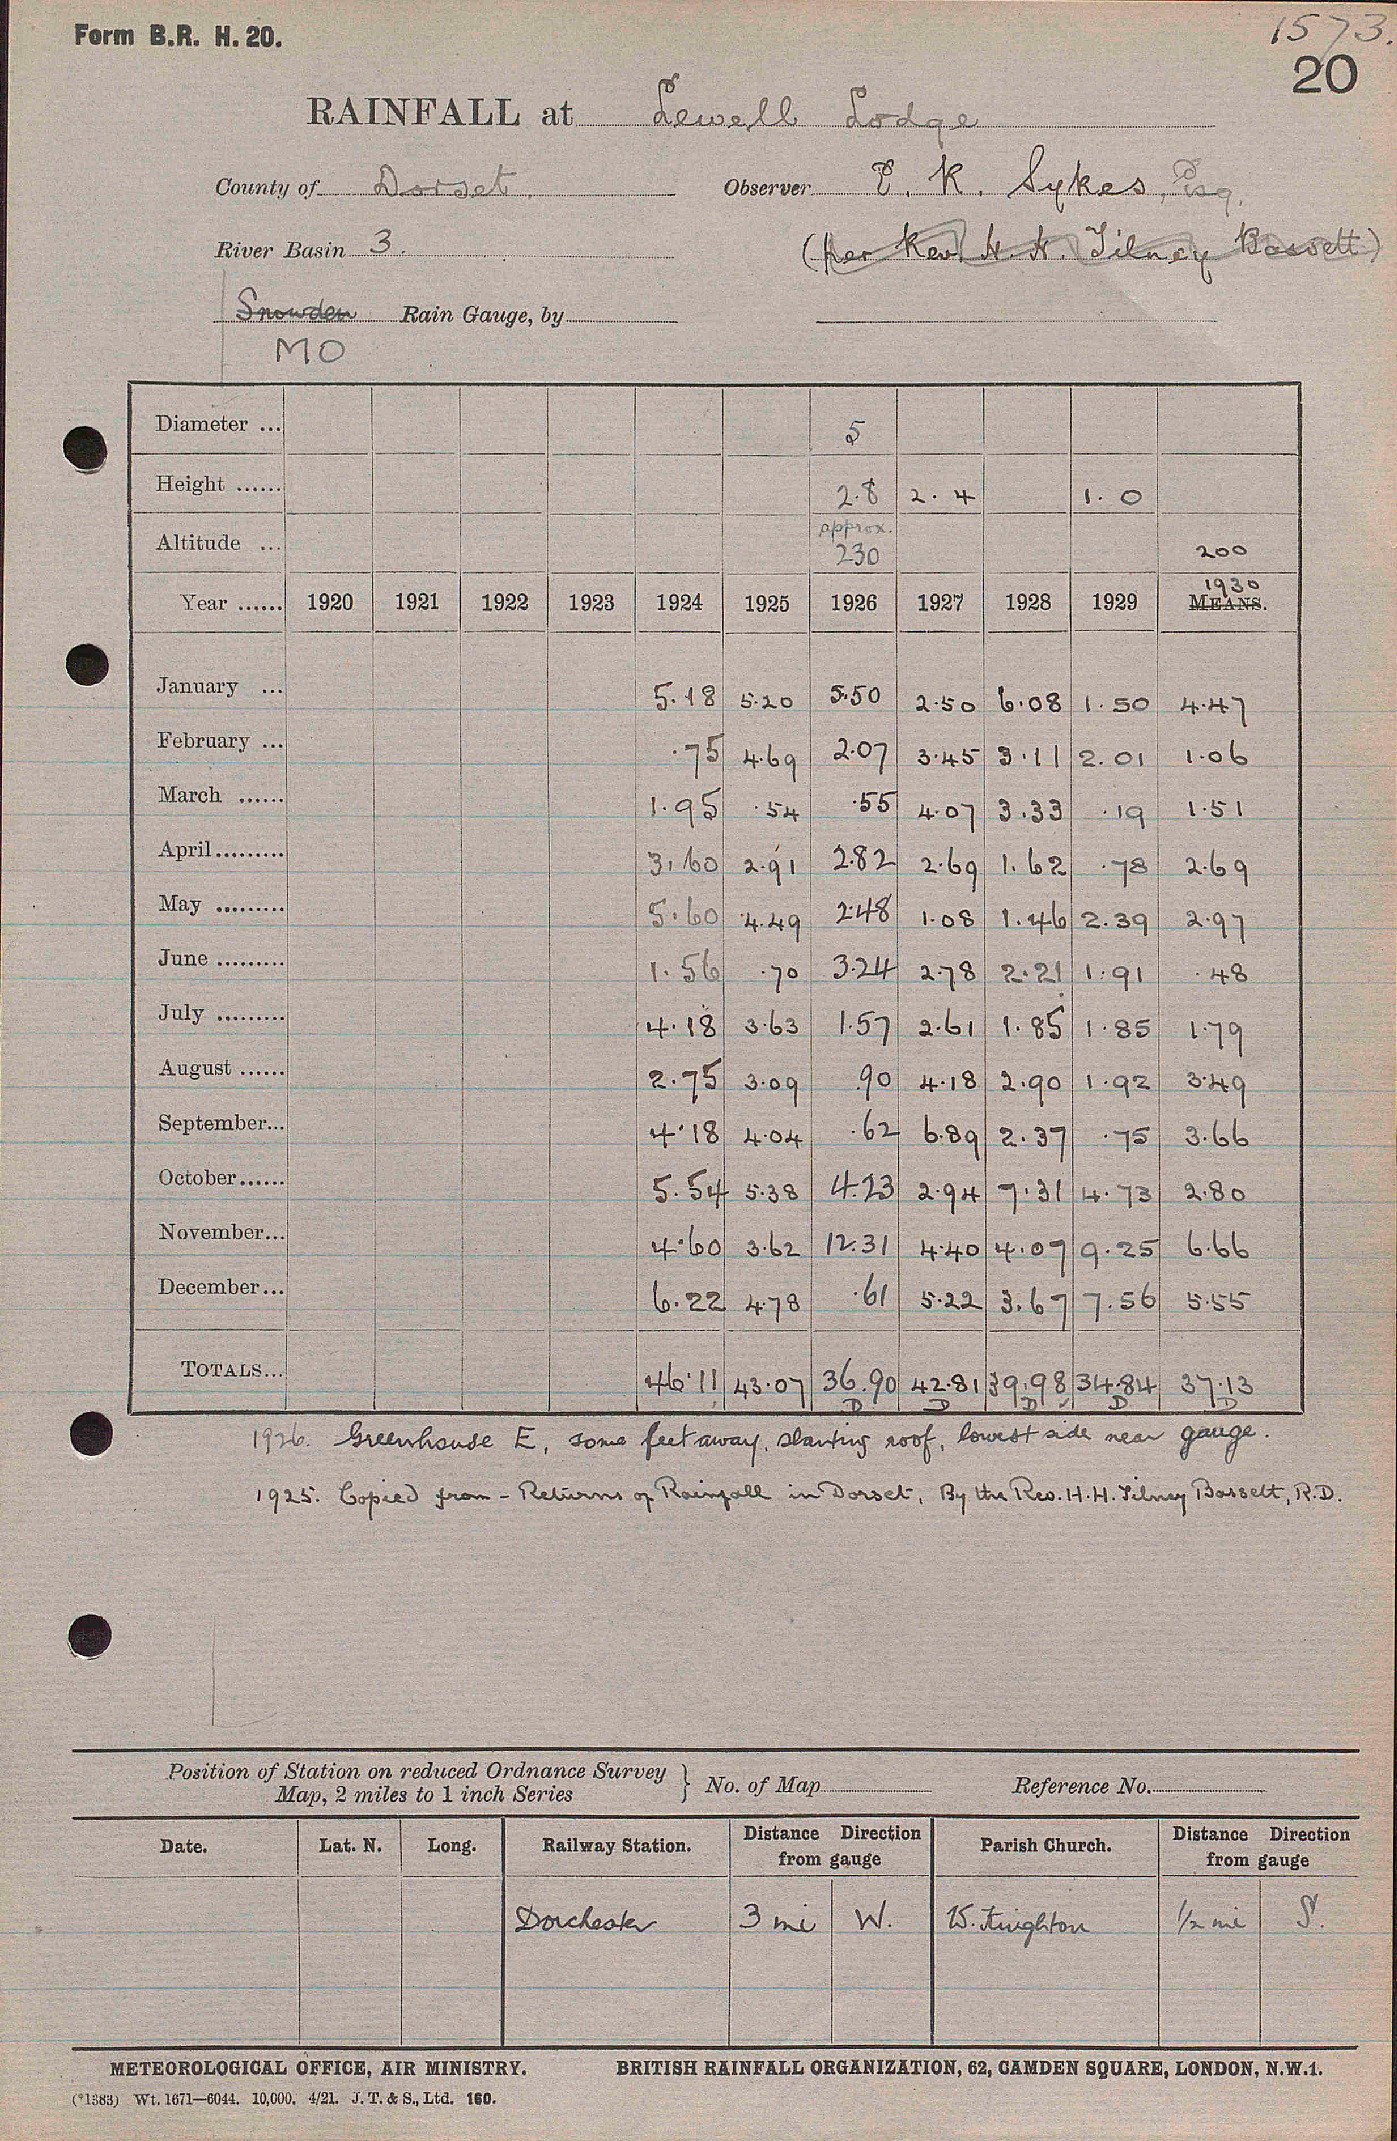 Form B.R. H. 20.
1573.
20
RAINFALL at Lewell Lodge
County of Dorset. Observer E. K. Sykes, Esq.
River Basin 3. (per Rev. H. H. Tilney Bassett)
Snowden Rain Gauge, by
MO
Diameter ... 5
Height ...... 2.8 2.4 1.0
approx.
Altitude ... 230 200
1930
Year ...... 1920 1921 1922 1923 1924 1925 1926 1927 1928 1929 MEANS.
January ... 5.18 5.20 5.50 2.50 6.08 1.50 4.47
February ... .75 4.69 2.07 3.45 3.11 2.01 1.06
March ...... 1.95 .54 .55 4.07 3.33 .19 1.51
April ......... 3.60 2.91 2.82 2.69 1.62 .78 2.69
May ......... 5.60 4.49 2.48 1.08 1.46 2.39 2.97
June ......... 1.56 .70 3.24 2.78 2.21 1.91 .48
July ......... 4.18 3.63 1.57 2.61 1.85 1.85 1.79
August ...... 2.75 3.09 .90 4.18 2.90 1.92 3.49
September... 4.18 4.04 .62 6.89 2.37 .75 3.66
October...... 5.54 5.38 4.23 2.94 7.31 4.73 2.80
November... 4.60 3.62 12.31 4.40 4.07 9.25 6.66
December... 6.22 4.78 .61 5.22 3.67 7.56 5.55
TOTALS... 46.11 43.07 36.90 42.81 39.98 34.84 37.13
D D D D D
1926. Greenhouse E, some feet away, slanting roof, lowest side near gauge.
1925. Copied from - Returns of Rainfall in Dorset, By the Rev. H. H. Tilney Bassett, R.D.
Position of Station on reduced Ordnance Survey
Map, 2 miles to 1 inch Series } No. of Map Reference No.
Date. Lat. N. Long. Railway Station. Distance Direction from gauge Parish Church. Distance Direction from gauge
Dorchester 3 mi W. W. Knighton 1/2 mi S.
METEOROLOGICAL OFFICE, AIR MINISTRY. BRITISH RAINFALL ORGANIZATION, 62, CAMDEN SQUARE, LONDON, N.W.1.
(*1383) Wt. 1671—6044. 10,000. 4/21. J. T. & S., Ltd. 160.